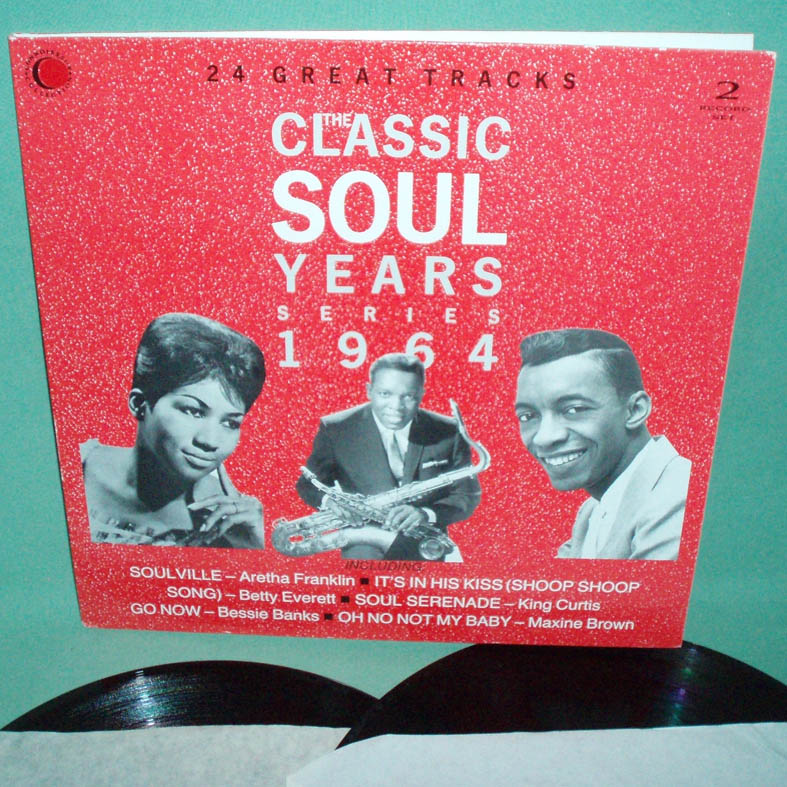 24 GREAT TRACKS
2
RECORD
SET
THE
CLASSIC
SOUL
YEARS
SERIES
1964
INCLUDING
SOULVILLE – Aretha Franklin ■ IT'S IN HIS KISS (SHOOP SHOOP
SONG) – Betty Everett ■ SOUL SERENADE – King Curtis
GO NOW – Bessie Banks ■ OH NO NOT MY BABY – Maxine Brown